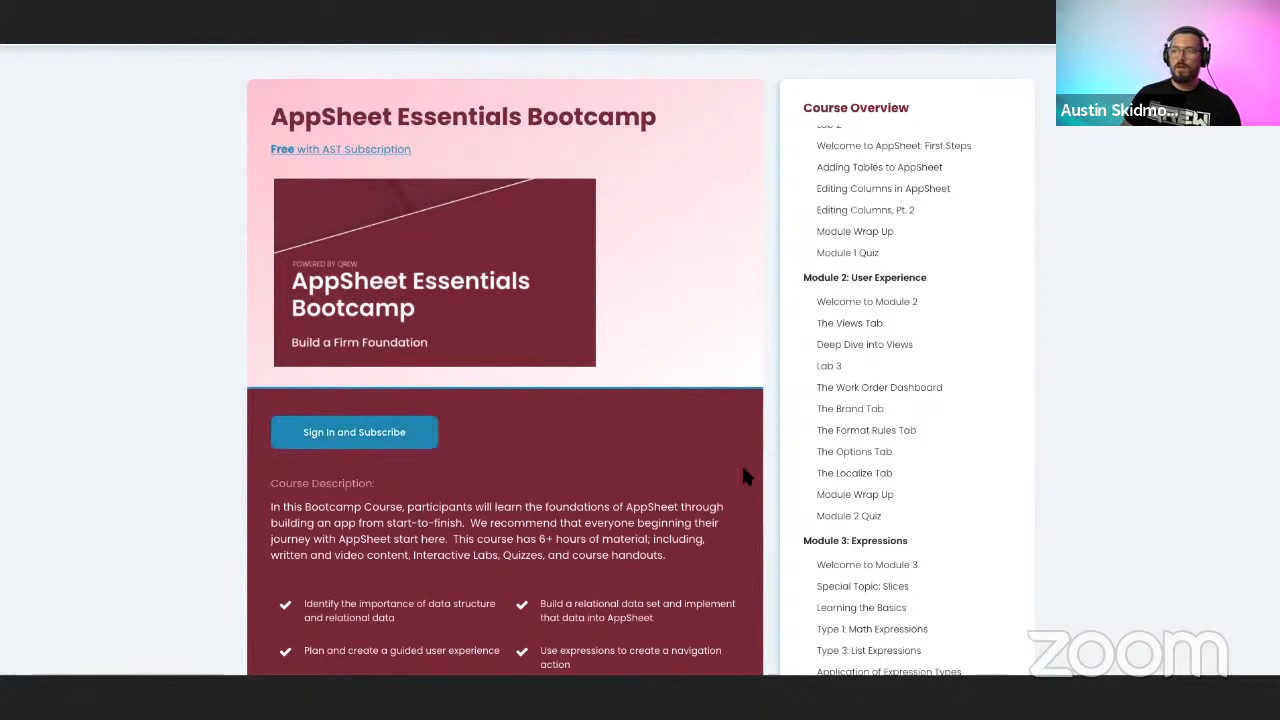 AppSheet Essentials Bootcamp
Free with AST Subscription
POWERED BY QREW
AppSheet Essentials
Bootcamp
Build a Firm Foundation
Sign In and Subscribe
Course Description:
In this Bootcamp Course, participants will learn the foundations of AppSheet through
building an app from start-to-finish. We recommend that everyone beginning their
journey with AppSheet start here. This course has 6+ hours of material; including,
written and video content, Interactive Labs, Quizzes, and course handouts.
Identify the importance of data structure
and relational data
Build a relational data set and implement
that data into AppSheet
Plan and create a guided user experience
Use expressions to create a navigation
action
Course Overview
Welcome to AppSheet: First Steps
Adding Tables to AppSheet
Editing Columns in AppSheet
Editing Columns, Pt. 2
Module Wrap Up
Module 1 Quiz
Module 2: User Experience
Welcome to Module 2
The Views Tab
Deep Dive into Views
Lab 3
The Work Order Dashboard
The Brand Tab
The Format Rules Tab
The Options Tab
The Localize Tab
Module Wrap Up
Module 2 Quiz
Module 3: Expressions
Welcome to Module 3
Special Topic: Slices
Learning the Basics
Type 1: Math Expressions
Type 3: List Expressions
Application of Expression Types
Austin Skidmo...
zoom